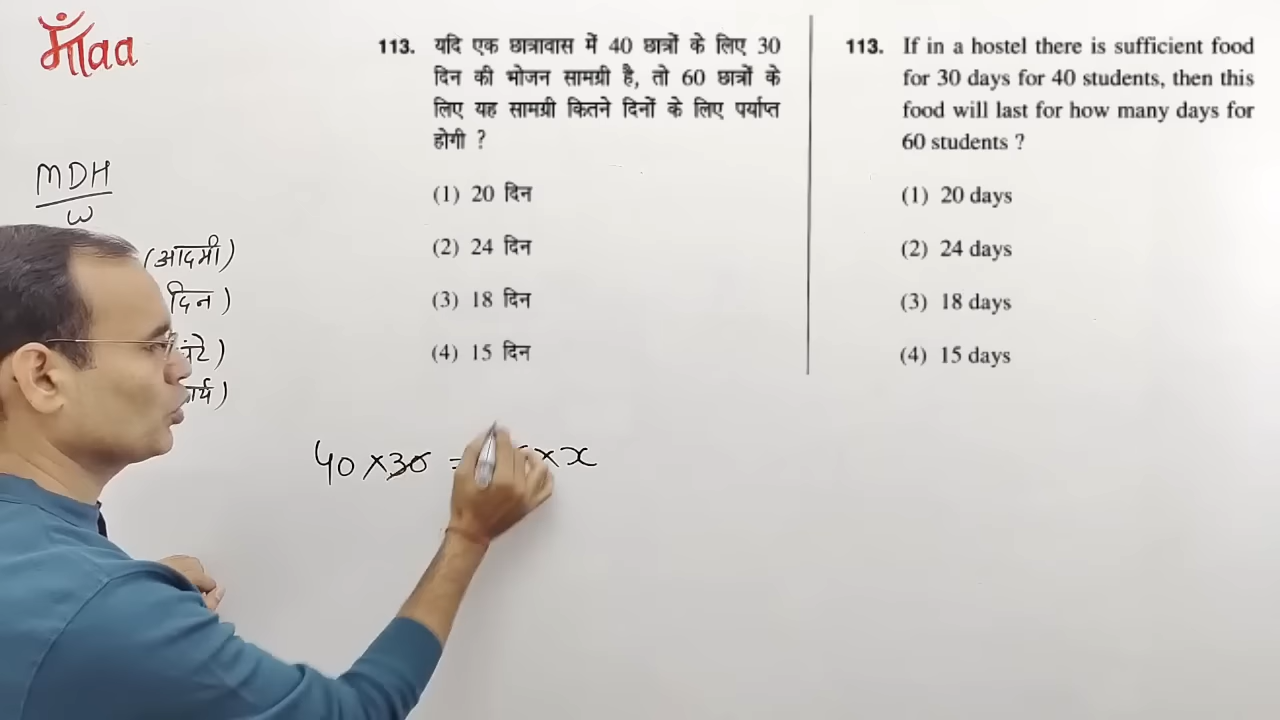 माँaa
MDH
W
(आदमी)
दिन)
घंटे)
र्य)
113. यदि एक छात्रावास में 40 छात्रों के लिए 30
दिन की भोजन सामग्री है, तो 60 छात्रों के
लिए यह सामग्री कितने दिनों के लिए पर्याप्त
होगी ?
(1) 20 दिन
(2) 24 दिन
(3) 18 दिन
(4) 15 दिन
113. If in a hostel there is sufficient food
for 30 days for 40 students, then this
food will last for how many days for
60 students ?
(1) 20 days
(2) 24 days
(3) 18 days
(4) 15 days
40 × 30 = × x